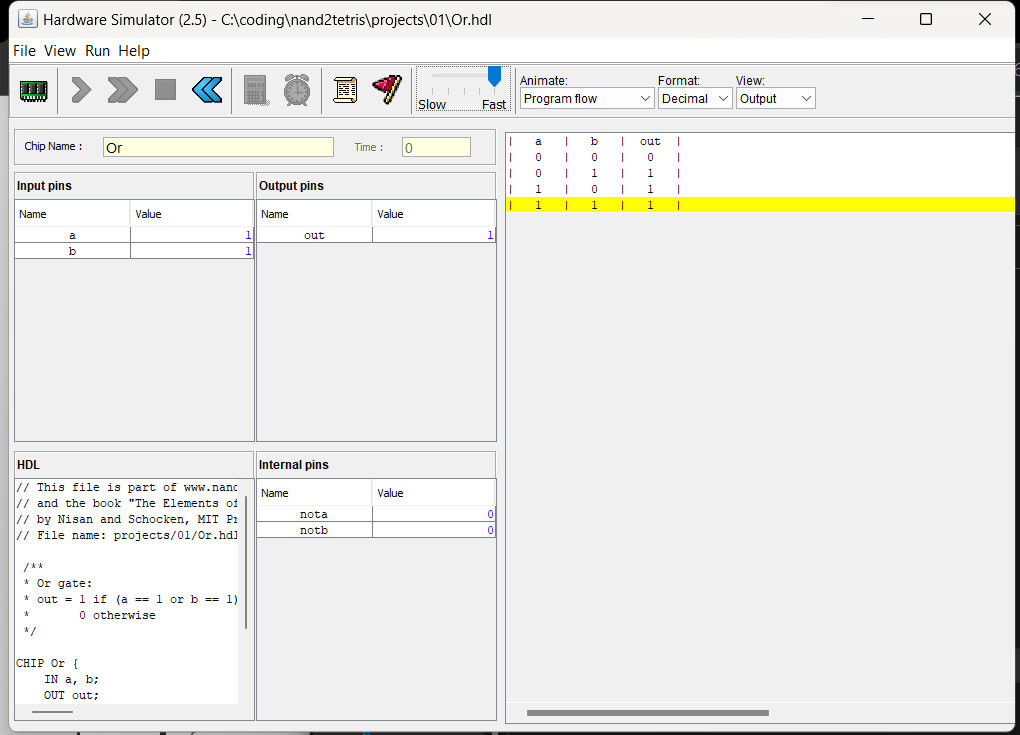 Hardware Simulator (2.5) - C:\coding\nand2tetris\projects\01\Or.hdl
File View Run Help
Slow Fast
Animate: Format: View:
Program flow Decimal Output
Chip Name : Or Time : 0
Input pins
Name Value
a 1
b 1
Output pins
Name Value
out 1
| a | b | out |
| 0 | 0 | 0 |
| 0 | 1 | 1 |
| 1 | 0 | 1 |
| 1 | 1 | 1 |
HDL
// This file is part of www.nand
// and the book "The Elements of
// by Nisan and Schocken, MIT Pr
// File name: projects/01/Or.hdl
/**
* Or gate:
* out = 1 if (a == 1 or b == 1)
* 0 otherwise
*/
CHIP Or {
IN a, b;
OUT out;
Internal pins
Name Value
nota 0
notb 0